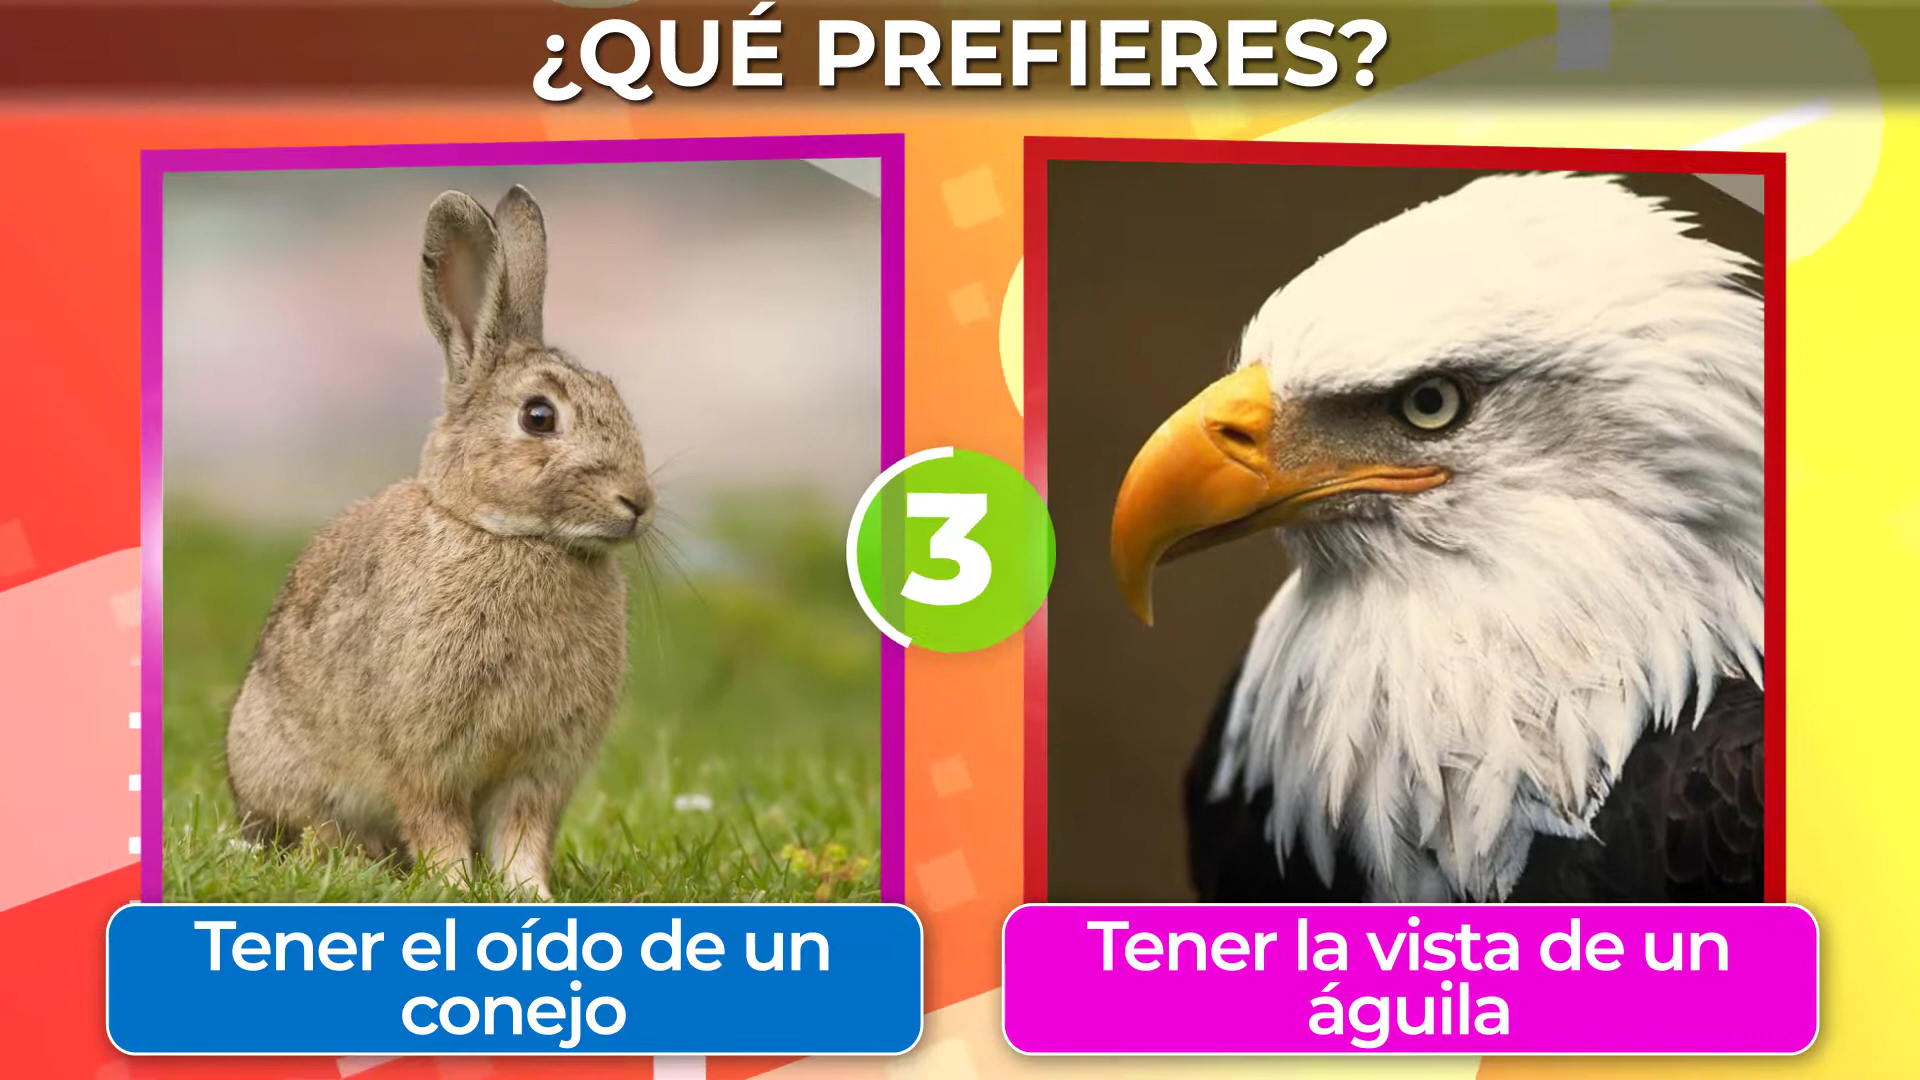 ¿QUÉ PREFIERES?
3
Tener el oído de un
conejo
Tener la vista de un
águila